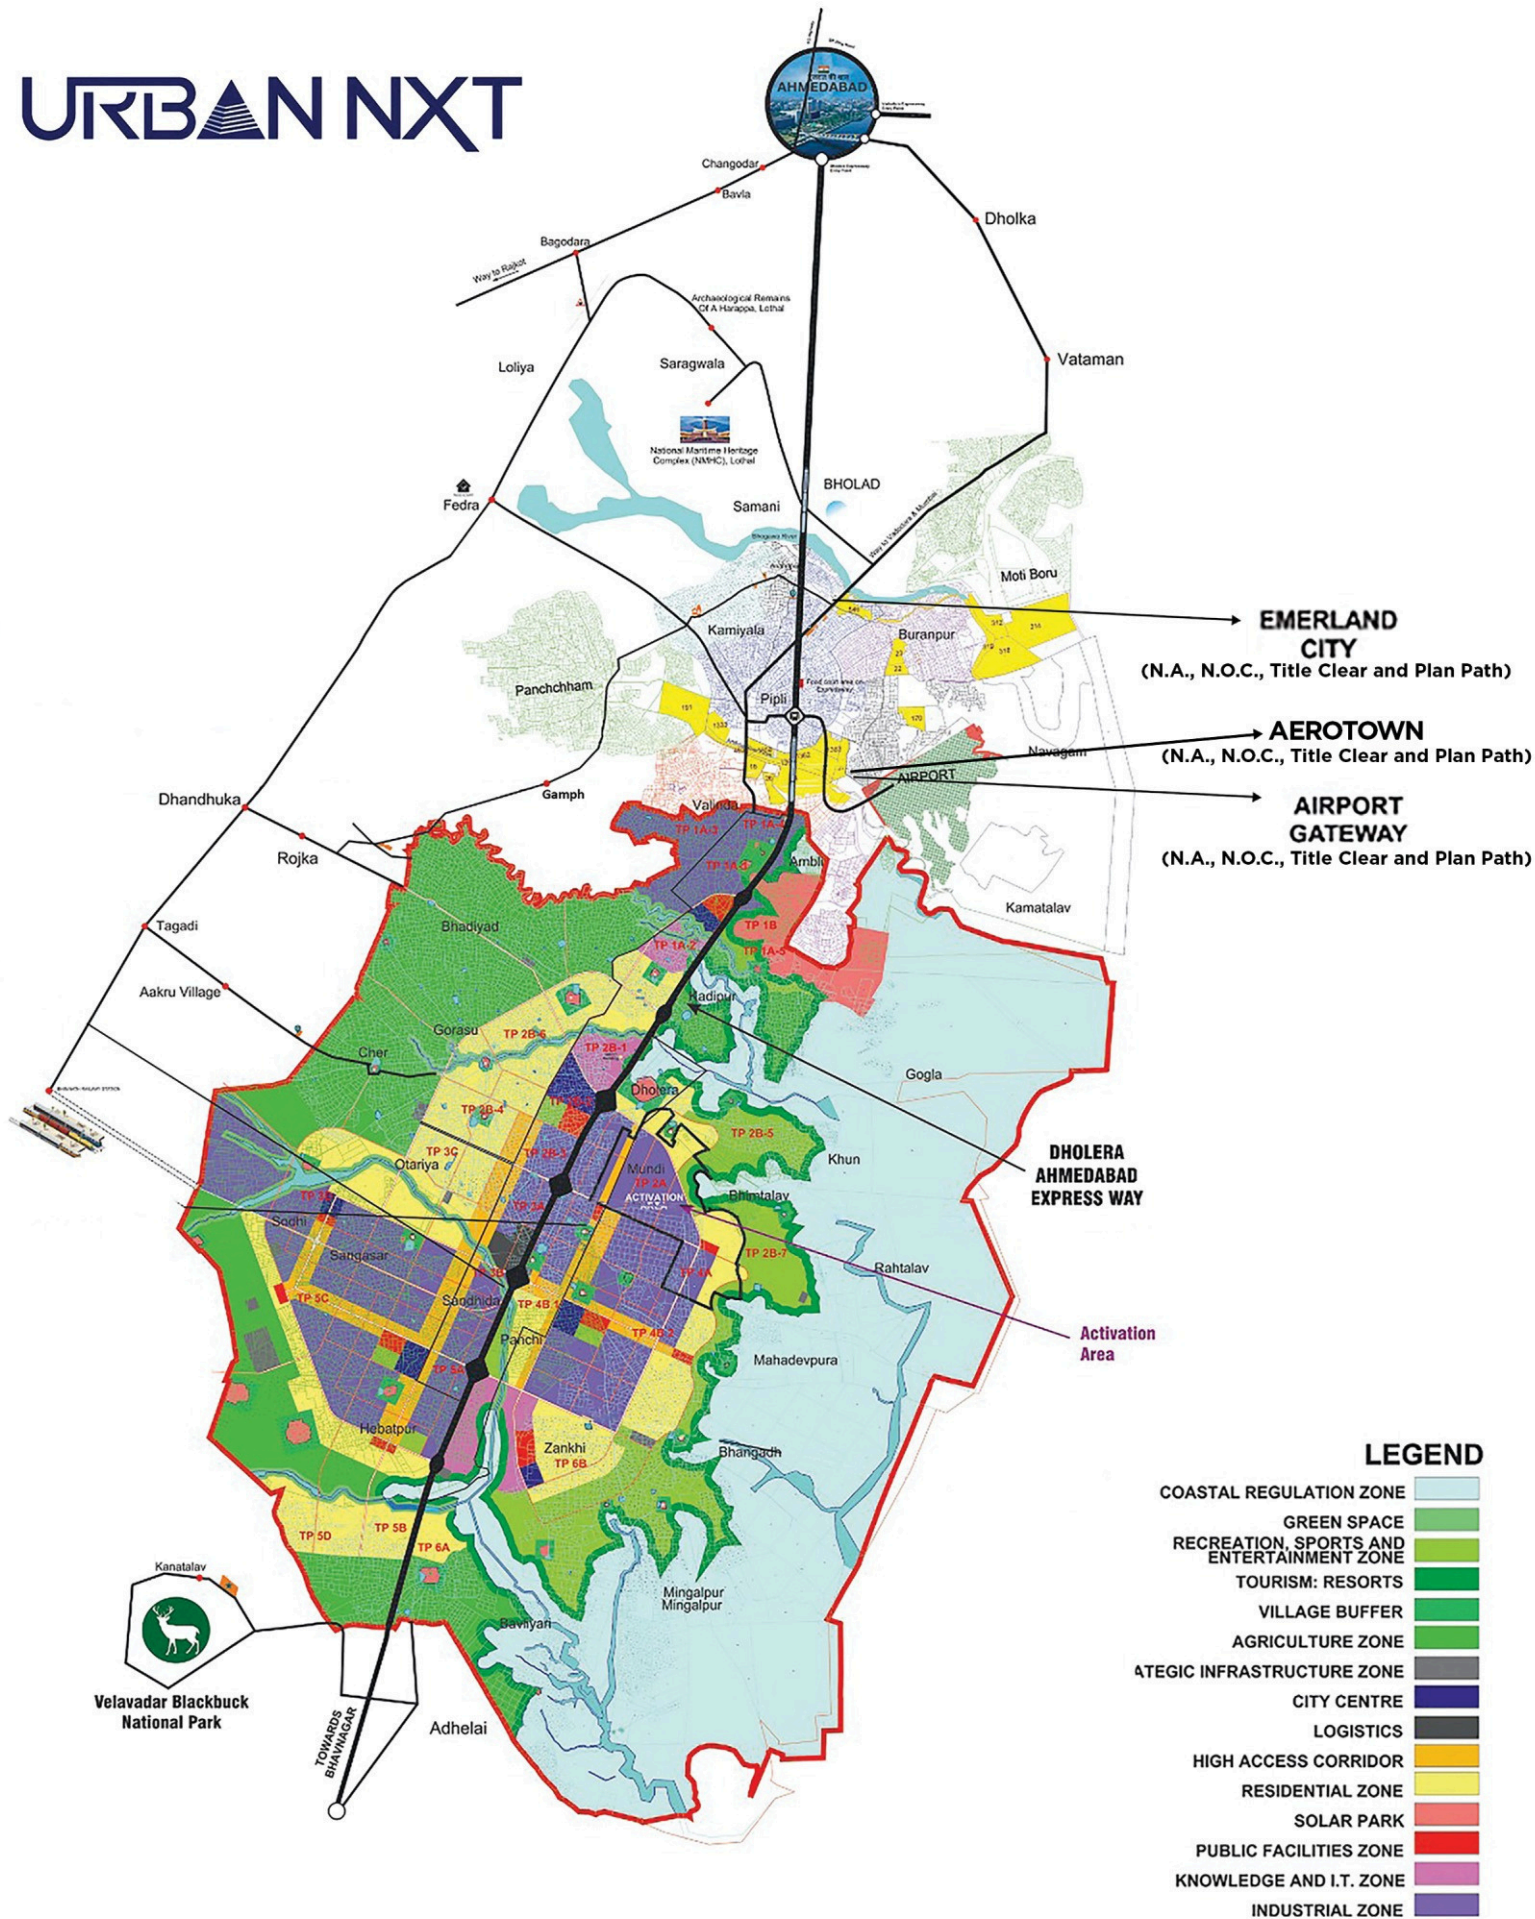 URBAN NXT
AHMEDABAD
Changodar
Bavla
Dholka
Bagodara
Way to Rajkot
Archaeological Remains
Of A Harappa, Lothal
Loliya
Saragwala
Vataman
National Maritime Heritage
Complex (NMHC), Lothal
BHOLAD
Fedra
Samani
Way to Vadodara & Mumbai
Moti Boru
EMERLAND
CITY
(N.A., N.O.C., Title Clear and Plan Path)
Kamiyala
Buranpur
Panchchham
Pipli
AEROTOWN
(N.A., N.O.C., Title Clear and Plan Path)
Navagam
AIRPORT
AIRPORT
GATEWAY
(N.A., N.O.C., Title Clear and Plan Path)
Dhandhuka
Gamph
Valinda
TP 1A-3
TP 1A-4
Rojka
Ambli
Kamatalav
Tagadi
Bhadiyad
TP 1B
TP 1A-2
TP 1A-5
Aakru Village
Kadipur
Gorasu
TP 2B-6
TP 2B-1
Cher
Gogla
Dholera
TP 2B-4
TP 2B-5
TP 3C
Otariya
TP 2B-3
Khun
DHOLERA
AHMEDABAD
EXPRESS WAY
Mundi
TP 2A
ACTIVATION
AREA
Bhimtalav
TP 3A
Sodhi
Sangasar
TP 2B-7
Rahtalav
TP 4A
TP 3B
TP 5C
Sandhida
TP 4B.1
TP 4B-2
Activation
Area
Panchi
Mahadevpura
TP 5A
Hebatpur
Zankhi
TP 6B
Bhangadh
TP 5D
TP 5B
TP 6A
Kanatalav
Mingalpur
Mingalpur
Bavliyari
Velavadar Blackbuck
National Park
Adhelai
TOWARDS
BHAVNAGAR
LEGEND
COASTAL REGULATION ZONE
GREEN SPACE
RECREATION, SPORTS AND
ENTERTAINMENT ZONE
TOURISM: RESORTS
VILLAGE BUFFER
AGRICULTURE ZONE
ATEGIC INFRASTRUCTURE ZONE
CITY CENTRE
LOGISTICS
HIGH ACCESS CORRIDOR
RESIDENTIAL ZONE
SOLAR PARK
PUBLIC FACILITIES ZONE
KNOWLEDGE AND I.T. ZONE
INDUSTRIAL ZONE